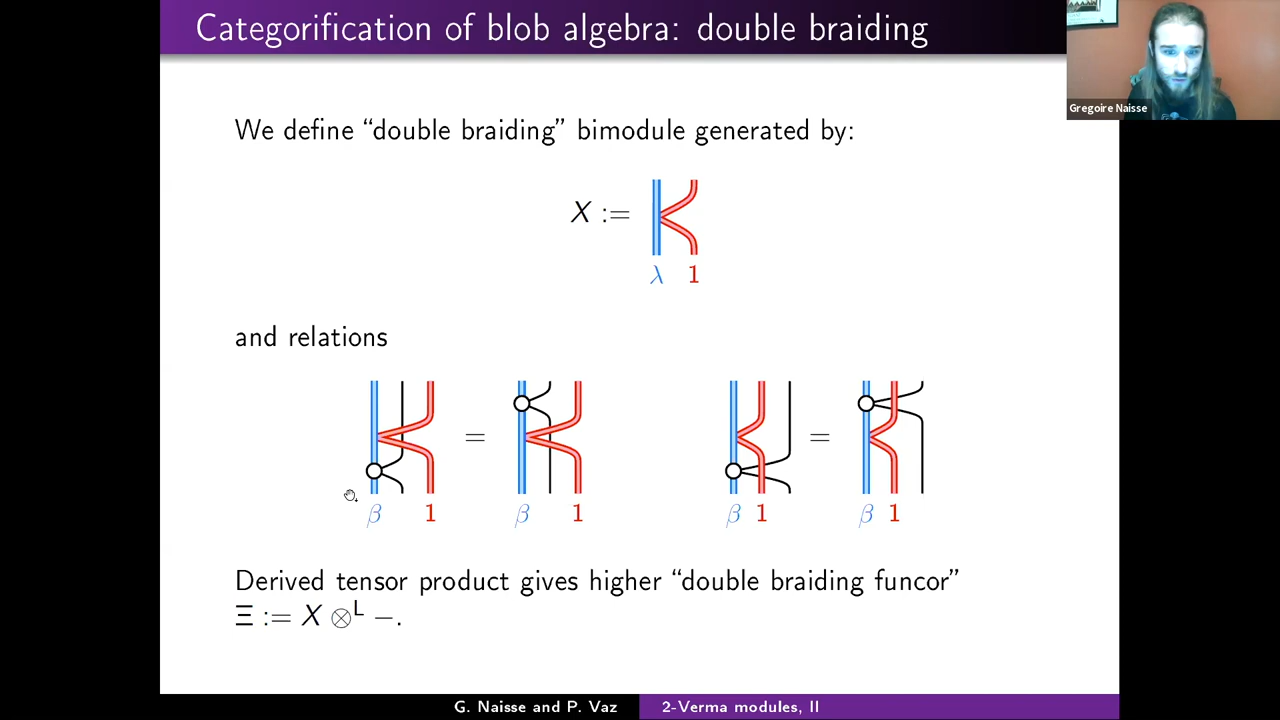 Categorification of blob algebra: double braiding
Gregoire Naisse
We define “double braiding” bimodule generated by:
X :=
λ 1
and relations
= =
β 1 β 1 β 1 β 1
Derived tensor product gives higher “double braiding funcor”
Ξ := X ⊗ᴸ −.
G. Naisse and P. Vaz 2-Verma modules, II